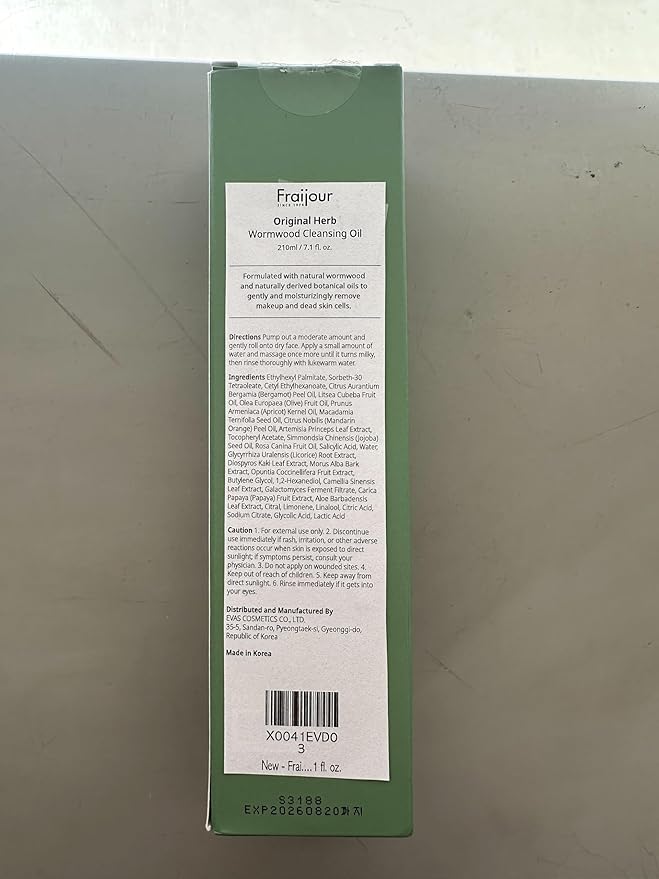 Fraijour
SINCE 1979
Original Herb
Wormwood Cleansing Oil
210ml / 7.1 fl. oz.
Formulated with natural wormwood
and naturally derived botanical oils to
gently and moisturizingly remove
makeup and dead skin cells.
Directions Pump out a moderate amount and
gently roll onto dry face. Apply a small amount of
water and massage once more until it turns milky,
then rinse thoroughly with lukewarm water.
Ingredients Ethylhexyl Palmitate, Sorbeth-30
Tetraoleate, Cetyl Ethylhexanoate, Citrus Aurantium
Bergamia (Bergamot) Peel Oil, Litsea Cubeba Fruit
Oil, Olea Europaea (Olive) Fruit Oil, Prunus
Armeniaca (Apricot) Kernel Oil, Macadamia
Ternifolia Seed Oil, Citrus Nobilis (Mandarin
Orange) Peel Oil, Artemisia Princeps Leaf Extract,
Tocopheryl Acetate, Simmondsia Chinensis (Jojoba)
Seed Oil, Rosa Canina Fruit Oil, Salicylic Acid, Water,
Glycyrrhiza Uralensis (Licorice) Root Extract,
Diospyros Kaki Leaf Extract, Morus Alba Bark
Extract, Opuntia Coccinellifera Fruit Extract,
Butylene Glycol, 1,2-Hexanediol, Camellia Sinensis
Leaf Extract, Galactomyces Ferment Filtrate, Carica
Papaya (Papaya) Fruit Extract, Aloe Barbadensis
Leaf Extract, Citral, Limonene, Linalool, Citric Acid,
Sodium Citrate, Glycolic Acid, Lactic Acid
Caution 1. For external use only. 2. Discontinue
use immediately if rash, irritation, or other adverse
reactions occur when skin is exposed to direct
sunlight; if symptoms persist, consult your
physician. 3. Do not apply on wounded sites. 4.
Keep out of reach of children. 5. Keep away from
direct sunlight. 6. Rinse immediately if it gets into
your eyes.
Distributed and Manufactured By
EVAS COSMETICS CO., LTD.
35-5, Sandan-ro, Pyeongtaek-si, Gyeonggi-do,
Republic of Korea
Made in Korea
X0041EVD0
3
New - Frai....1 fl. oz.
S3188
EXP20260820까지